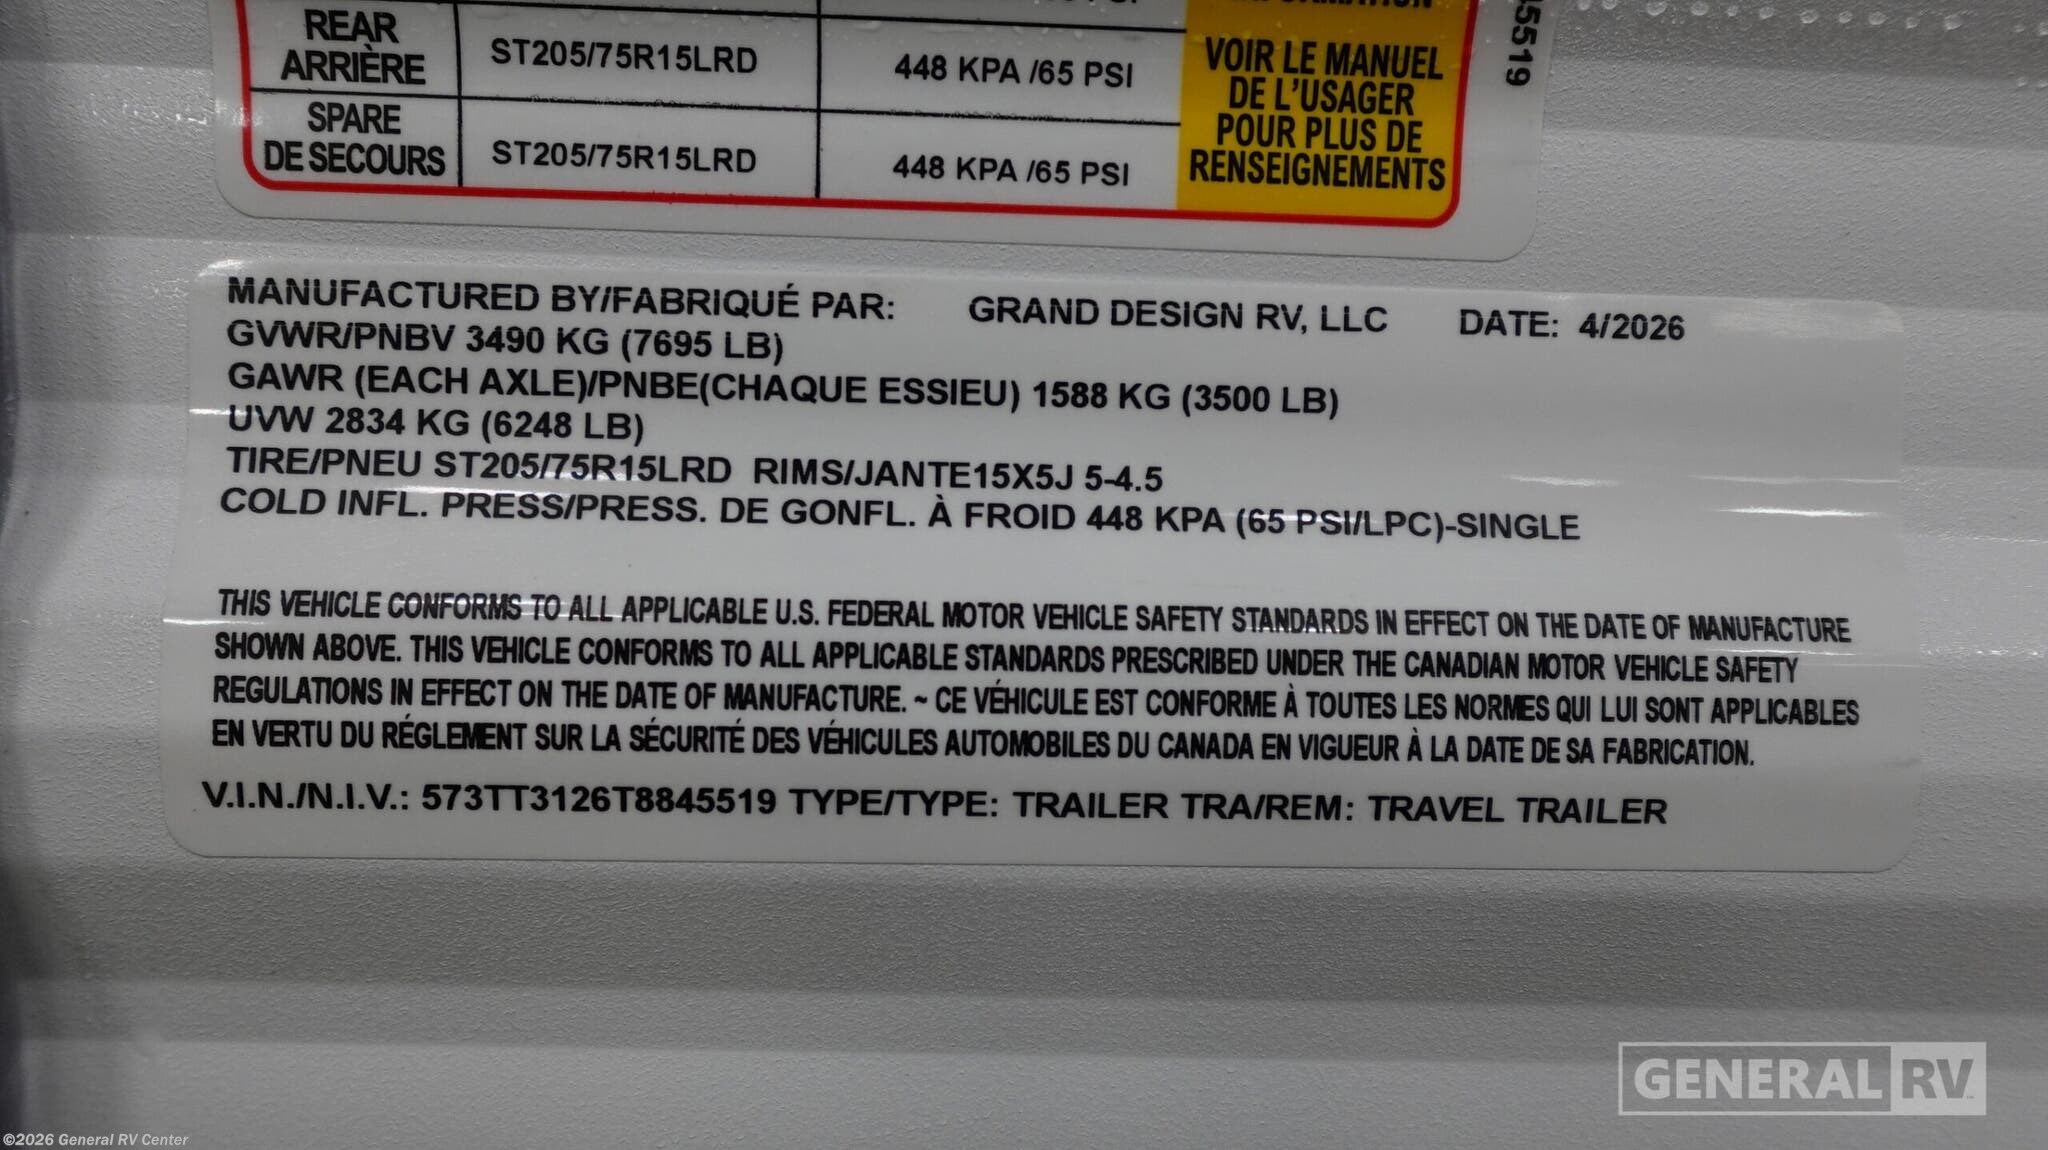 REAR
ARRIÈRE
ST205/75R15LRD
448 KPA /65 PSI
SPARE
DE SECOURS
ST205/75R15LRD
448 KPA /65 PSI
VOIR LE MANUEL
DE L'USAGER
POUR PLUS DE
RENSEIGNEMENTS
5519
MANUFACTURED BY/FABRIQUÉ PAR: GRAND DESIGN RV, LLC DATE: 4/2026
GVWR/PNBV 3490 KG (7695 LB)
GAWR (EACH AXLE)/PNBE(CHAQUE ESSIEU) 1588 KG (3500 LB)
UVW 2834 KG (6248 LB)
TIRE/PNEU ST205/75R15LRD RIMS/JANTE15X5J 5-4.5
COLD INFL. PRESS/PRESS. DE GONFL. À FROID 448 KPA (65 PSI/LPC)-SINGLE
THIS VEHICLE CONFORMS TO ALL APPLICABLE U.S. FEDERAL MOTOR VEHICLE SAFETY STANDARDS IN EFFECT ON THE DATE OF MANUFACTURE
SHOWN ABOVE. THIS VEHICLE CONFORMS TO ALL APPLICABLE STANDARDS PRESCRIBED UNDER THE CANADIAN MOTOR VEHICLE SAFETY
REGULATIONS IN EFFECT ON THE DATE OF MANUFACTURE. ~ CE VÉHICULE EST CONFORME À TOUTES LES NORMES QUI LUI SONT APPLICABLES
EN VERTU DU RÉGLEMENT SUR LA SÉCURITÉ DES VÉHICULES AUTOMOBILES DU CANADA EN VIGUEUR À LA DATE DE SA FABRICATION.
V.I.N./N.I.V.: 573TT3126T8845519 TYPE/TYPE: TRAILER TRA/REM: TRAVEL TRAILER
GENERAL RV
©2026 General RV Center